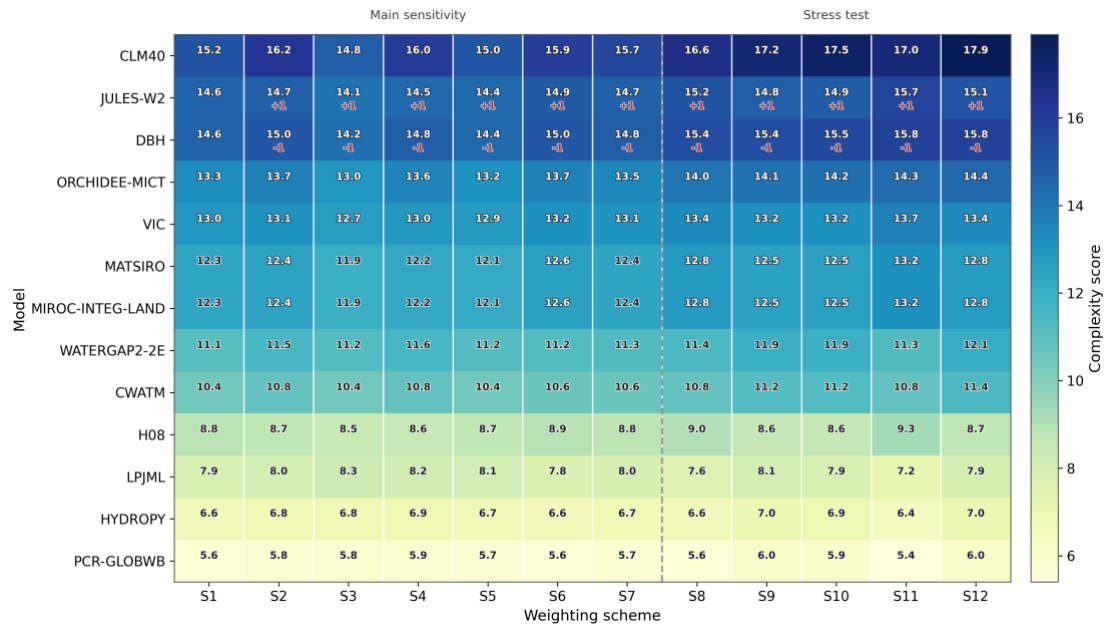 Main sensitivity Stress test
CLM40 15.2 16.2 14.8 16.0 15.0 15.9 15.7 16.6 17.2 17.5 17.0 17.9
JULES-W2 14.6 14.7 14.1 14.5 14.4 14.9 14.7 15.2 14.8 14.9 15.7 15.1
+1 +1 +1 +1 +1 +1 +1 +1 +1 +1 +1
DBH 14.6 15.0 14.2 14.8 14.4 15.0 14.8 15.4 15.4 15.5 15.8 15.8
-1 -1 -1 -1 -1 -1 -1 -1 -1 -1 -1
ORCHIDEE-MICT 13.3 13.7 13.0 13.6 13.2 13.7 13.5 14.0 14.1 14.2 14.3 14.4
VIC 13.0 13.1 12.7 13.0 12.9 13.2 13.1 13.4 13.2 13.2 13.7 13.4
MATSIRO 12.3 12.4 11.9 12.2 12.1 12.6 12.4 12.8 12.5 12.5 13.2 12.8
MIROC-INTEG-LAND 12.3 12.4 11.9 12.2 12.1 12.6 12.4 12.8 12.5 12.5 13.2 12.8
WATERGAP2-2E 11.1 11.5 11.2 11.6 11.2 11.2 11.3 11.4 11.9 11.9 11.3 12.1
CWATM 10.4 10.8 10.4 10.8 10.4 10.6 10.6 10.8 11.2 11.2 10.8 11.4
H08 8.8 8.7 8.5 8.6 8.7 8.9 8.8 9.0 8.6 8.6 9.3 8.7
LPJML 7.9 8.0 8.3 8.2 8.1 7.8 8.0 7.6 8.1 7.9 7.2 7.9
HYDROPY 6.6 6.8 6.8 6.9 6.7 6.6 6.7 6.6 7.0 6.9 6.4 7.0
PCR-GLOBWB 5.6 5.8 5.8 5.9 5.7 5.6 5.7 5.6 6.0 5.9 5.4 6.0
S1 S2 S3 S4 S5 S6 S7 S8 S9 S10 S11 S12
Weighting scheme
Model
16
14
12
10
8
6
Complexity score